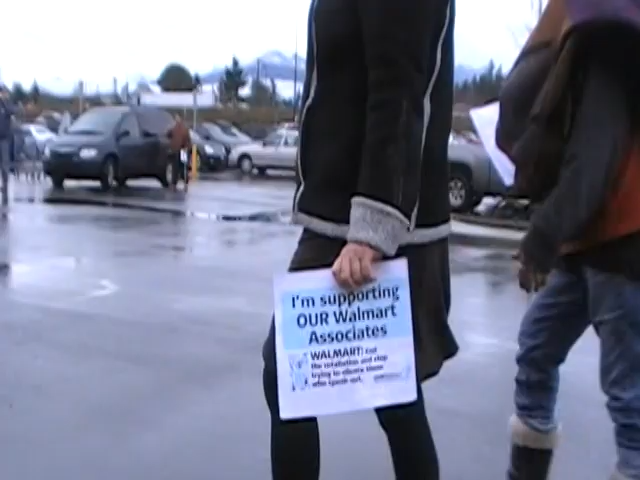 I'm supporting
OUR Walmart
Associates
WALMART: End
the retaliation and stop
trying to silence those
who speak out.